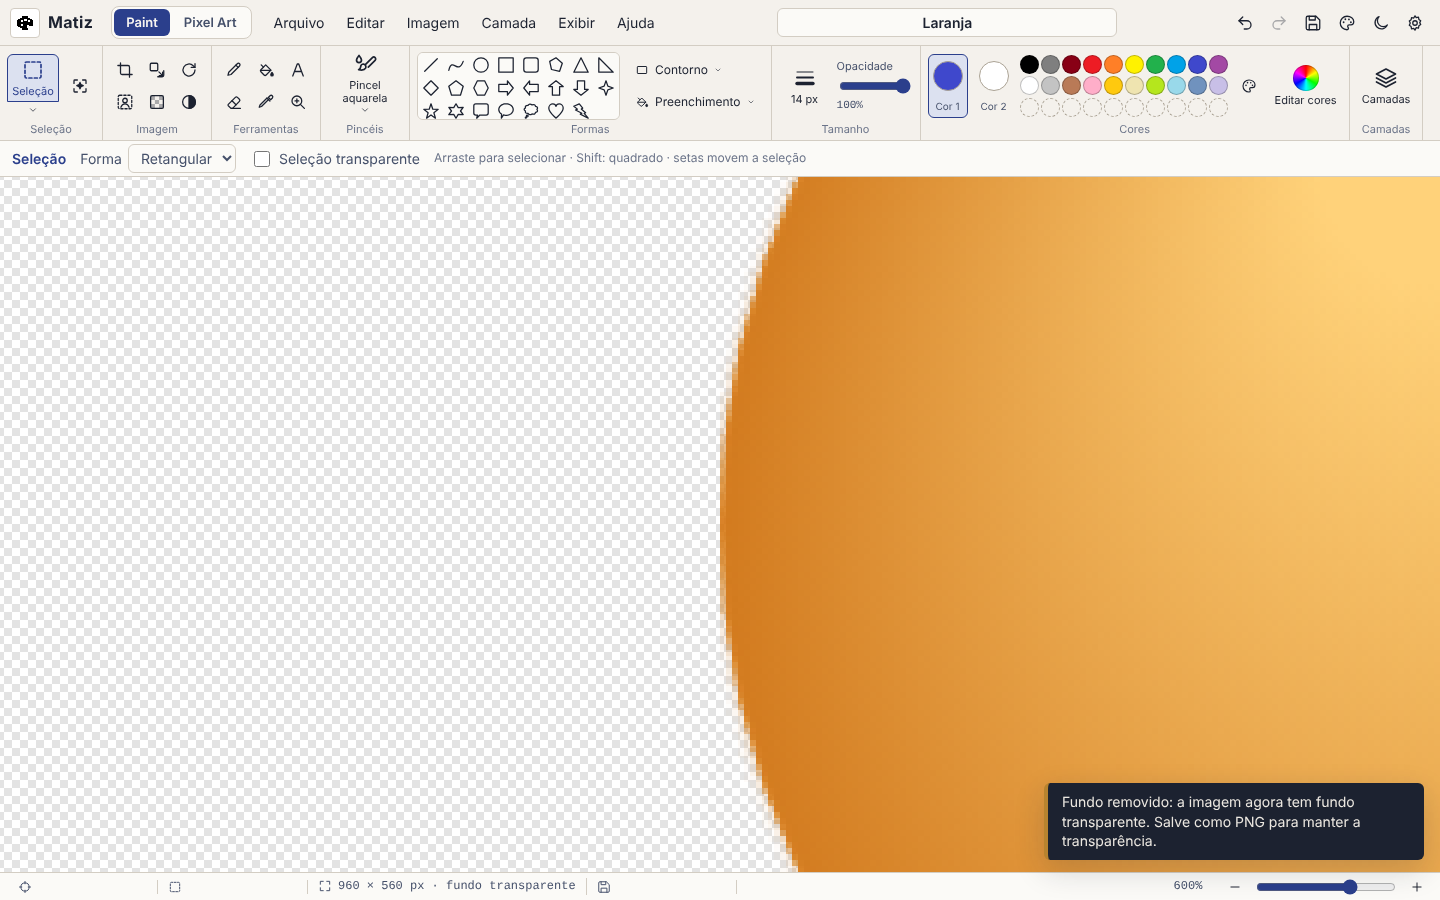 Matiz
Paint
Pixel Art
Arquivo
Editar
Imagem
Camada
Exibir
Ajuda
Laranja
Seleção
Seleção
Imagem
Ferramentas
Pincel
aquarela
Pincéis
Contorno
Preenchimento
Formas
14 px
Opacidade
100%
Tamanho
Cor 1
Cor 2
Editar cores
Cores
Camadas
Camadas
Seleção
Forma
Retangular
Seleção transparente
Arraste para selecionar · Shift: quadrado · setas movem a seleção
Fundo removido: a imagem agora tem fundo
transparente. Salve como PNG para manter a
transparência.
960 × 560 px · fundo transparente
600%